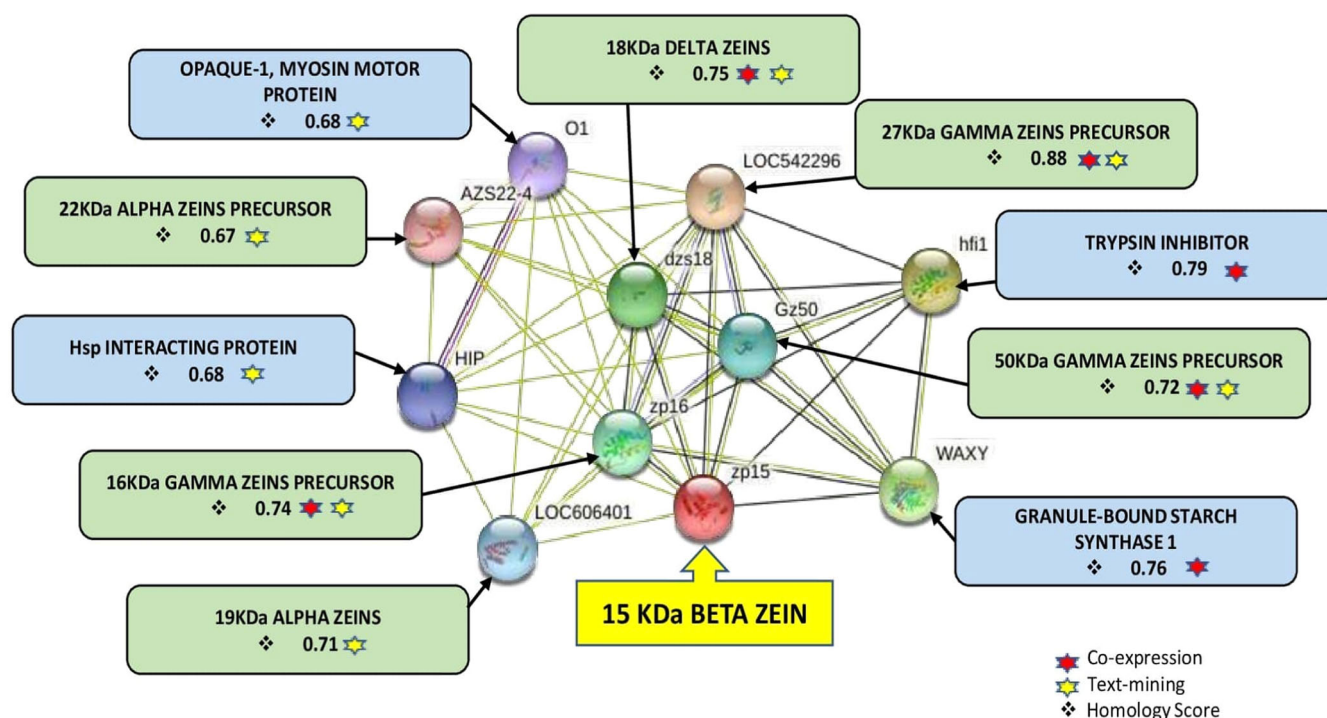 18KDa DELTA ZEINS
❖ 0.75
OPAQUE-1, MYOSIN MOTOR
PROTEIN
❖ 0.68
27KDa GAMMA ZEINS PRECURSOR
❖ 0.88
O1
LOC542296
AZS22-4
22KDa ALPHA ZEINS PRECURSOR
❖ 0.67
hfi1
TRYPSIN INHIBITOR
❖ 0.79
dzs18
Gz50
Hsp INTERACTING PROTEIN
❖ 0.68
HIP
50KDa GAMMA ZEINS PRECURSOR
❖ 0.72
zp16
16KDa GAMMA ZEINS PRECURSOR
❖ 0.74
zp15
WAXY
LOC606401
GRANULE-BOUND STARCH
SYNTHASE 1
❖ 0.76
19KDa ALPHA ZEINS
❖ 0.71
15 KDa BETA ZEIN
Co-expression
Text-mining
❖ Homology Score